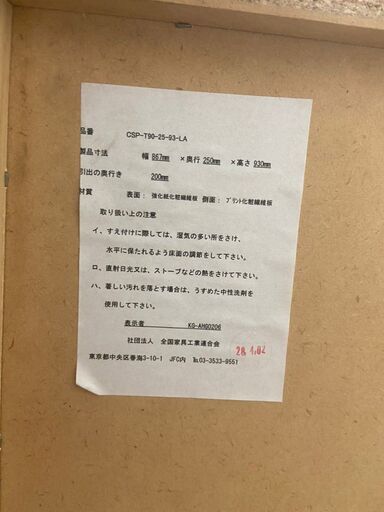 品番 CSP-T90-25-93-LA
製品寸法 幅 867mm ×奥行 250mm ×高さ 930mm
引出の奥行き 200mm
材質 表面: 強化紙化粧繊維板 側面: プリント化粧繊維板
取り扱い上の注意
イ、すえ付けに際しては、湿気の多い所をさけ、
水平に保たれるよう床面の調節をして下さい。
ロ、直射日光又は、ストーブなどの熱をさけて下さい。
ハ、著しい汚れを落とす場合は、うすめた中性洗剤を
使用して下さい。
表示者 KG-AHGO206
社団法人 全国家具工業連合会
28 1.02
東京都中央区春海3-10-1 JFC内 ℡03-3533-9551